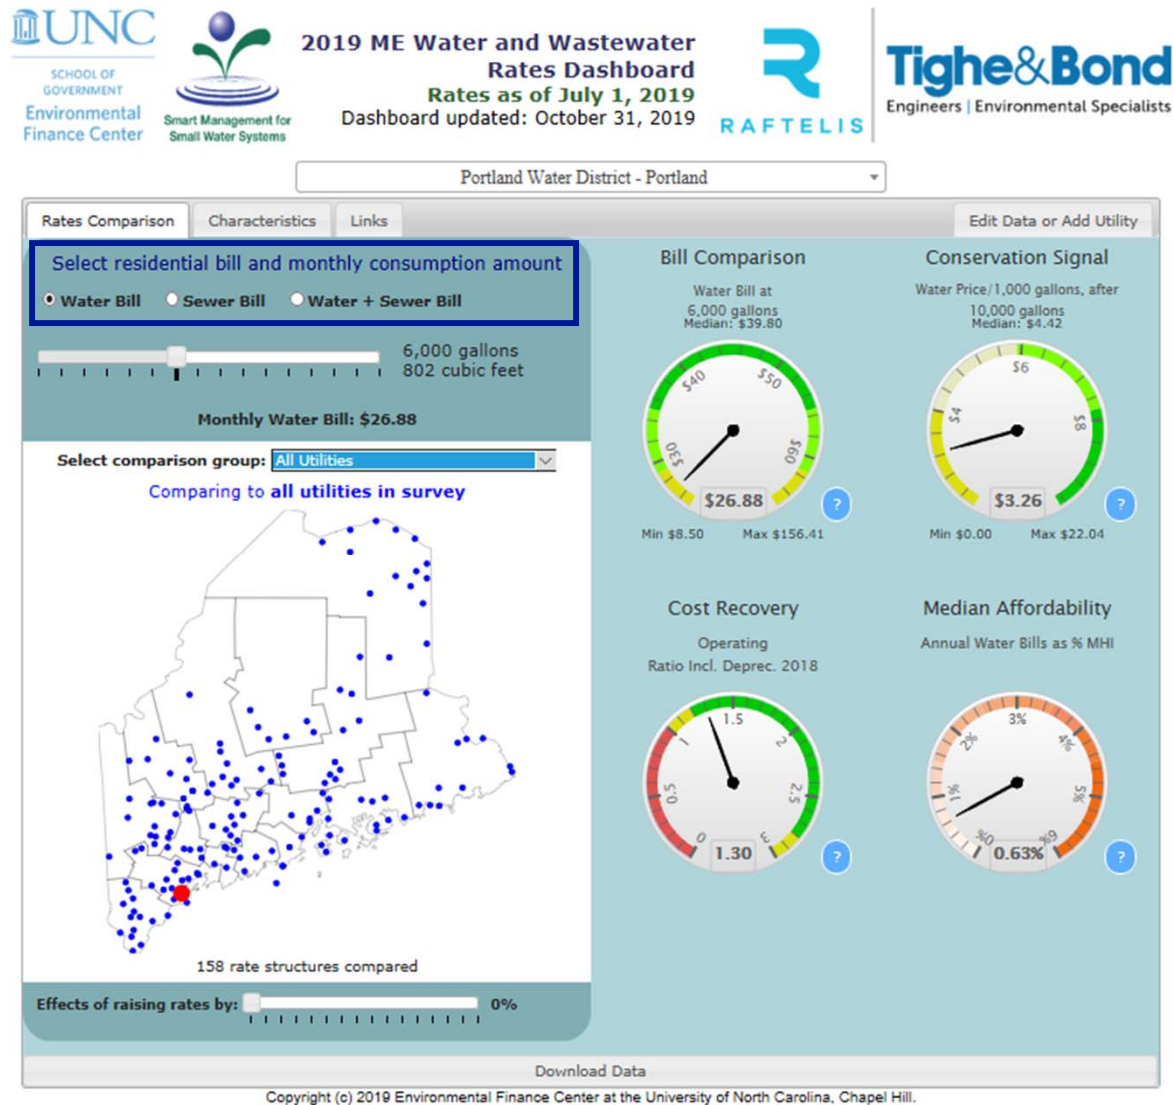 UNC
SCHOOL OF
GOVERNMENT
Environmental
Finance Center
Smart Management for
Small Water Systems
2019 ME Water and Wastewater
Rates Dashboard
Rates as of July 1, 2019
Dashboard updated: October 31, 2019
RAFTELIS
Tighe&Bond
Engineers | Environmental Specialists
Portland Water District - Portland
Rates Comparison Characteristics Links Edit Data or Add Utility
Select residential bill and monthly consumption amount
Water Bill Sewer Bill Water + Sewer Bill
6,000 gallons
802 cubic feet
Monthly Water Bill: $26.88
Select comparison group: All Utilities
Comparing to all utilities in survey
158 rate structures compared
Effects of raising rates by: 0%
Bill Comparison
Water Bill at
6,000 gallons
Median: $39.80
$30 $40 $50 $60
$26.88
?
Min $8.50 Max $156.41
Conservation Signal
Water Price/1,000 gallons, after
10,000 gallons
Median: $4.42
$4 $6 $8
$3.26
?
Min $0.00 Max $22.04
Cost Recovery
Operating
Ratio Incl. Deprec. 2018
0 0.5 1 1.5 2 2.5 3
1.30
?
Median Affordability
Annual Water Bills as % MHI
0% 1% 2% 3% 4% 5% 6%
0.63%
?
Download Data
Copyright (c) 2019 Environmental Finance Center at the University of North Carolina, Chapel Hill.